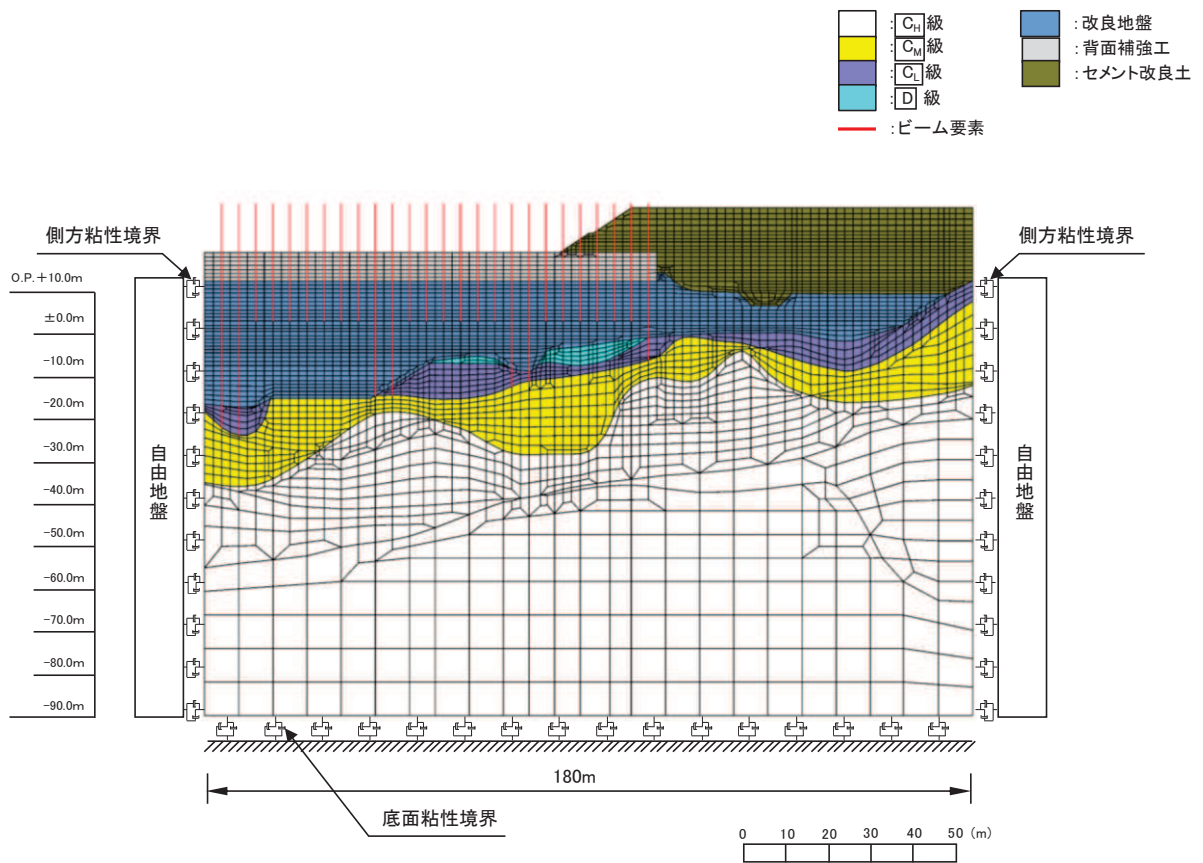 :CH級
:CM級
:CL級
:D 級
:ビーム要素
:改良地盤
:背面補強工
:セメント改良土
側方粘性境界
側方粘性境界
O.P.+10.0m
±0.0m
-10.0m
-20.0m
-30.0m
-40.0m
-50.0m
-60.0m
-70.0m
-80.0m
-90.0m
自由地盤
自由地盤
180m
底面粘性境界
0 10 20 30 40 50 (m)